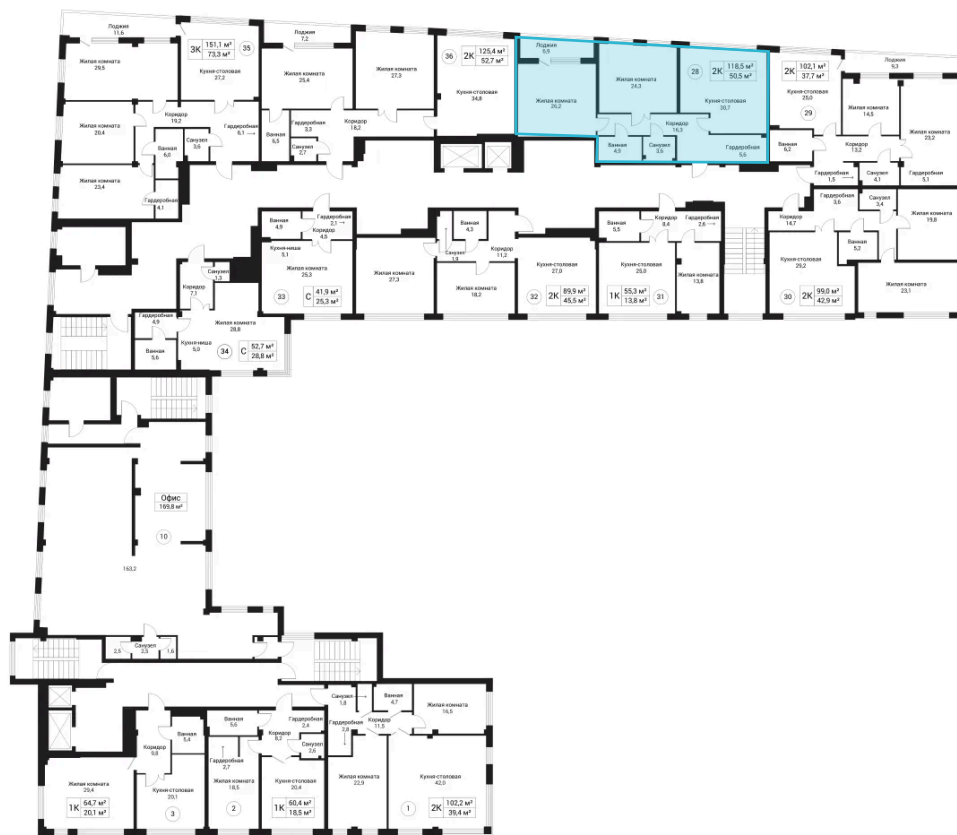 Лоджия
11,6
Жилая комната
29,5
3К
151,1 м²
73,3 м²
35
Кухня-столовая
27,2
Лоджия
7,2
Жилая комната
25,4
Жилая комната
27,3
36
2К
125,4 м²
52,7 м²
Кухня-столовая
34,8
Лоджия
6,9
Жилая комната
26,2
Жилая комната
24,3
28
2К
118,5 м²
50,5 м²
Кухня-столовая
30,7
2К
102,1 м²
37,7 м²
Кухня-столовая
25,0
29
Лоджия
9,3
Жилая комната
14,5
Жилая комната
23,2
Жилая комната
20,4
Коридор
19,2
Ванная
6,0
Санузел
3,6
Гардеробная
6,1
Ванная
6,5
Гардеробная
3,3
Санузел
2,7
Коридор
18,2
Коридор
16,3
Ванная
4,3
Санузел
3,6
Гардеробная
5,6
Ванная
6,2
Коридор
13,2
Гардеробная
1,5
Санузел
4,1
Гардеробная
5,1
Жилая комната
23,4
Гардеробная
4,1
Ванная
4,9
Гардеробная
2,1
Коридор
4,5
Кухня-ниша
5,1
Жилая комната
25,3
33
С
41,9 м²
25,3 м²
Жилая комната
27,3
Санузел
1,9
Ванная
4,3
Коридор
11,2
Жилая комната
18,2
Кухня-столовая
27,0
32
2К
89,9 м²
45,5 м²
Ванная
5,5
Коридор
8,4
Гардеробная
2,6
Кухня-столовая
25,0
1К
55,3 м²
13,8 м²
31
Жилая комната
13,8
Коридор
14,7
Гардеробная
3,6
Санузел
3,4
Ванная
5,2
Кухня-столовая
29,2
30
2К
99,0 м²
42,9 м²
Жилая комната
19,8
Жилая комната
23,1
Санузел
1,3
Коридор
7,1
Гардеробная
4,9
Ванная
5,6
Кухня-ниша
5,0
Жилая комната
28,8
34
С
52,7 м²
28,8 м²
Офис
169,8 м²
10
153,2
2,5
Санузел
2,3
1,6
Санузел
1,8
Ванная
4,7
Жилая комната
16,5
Гардеробная
2,8
Коридор
11,5
Ванная
5,6
Гардеробная
2,4
Коридор
8,2
Санузел
2,6
Ванная
5,4
Коридор
9,8
Гардеробная
2,7
Жилая комната
29,4
1К
64,7 м²
20,1 м²
Кухня-столовая
20,1
3
Жилая комната
18,5
2
Кухня-столовая
20,4
1К
60,4 м²
18,5 м²
Жилая комната
22,9
Кухня-столовая
42,0
1
2К
102,2 м²
39,4 м²